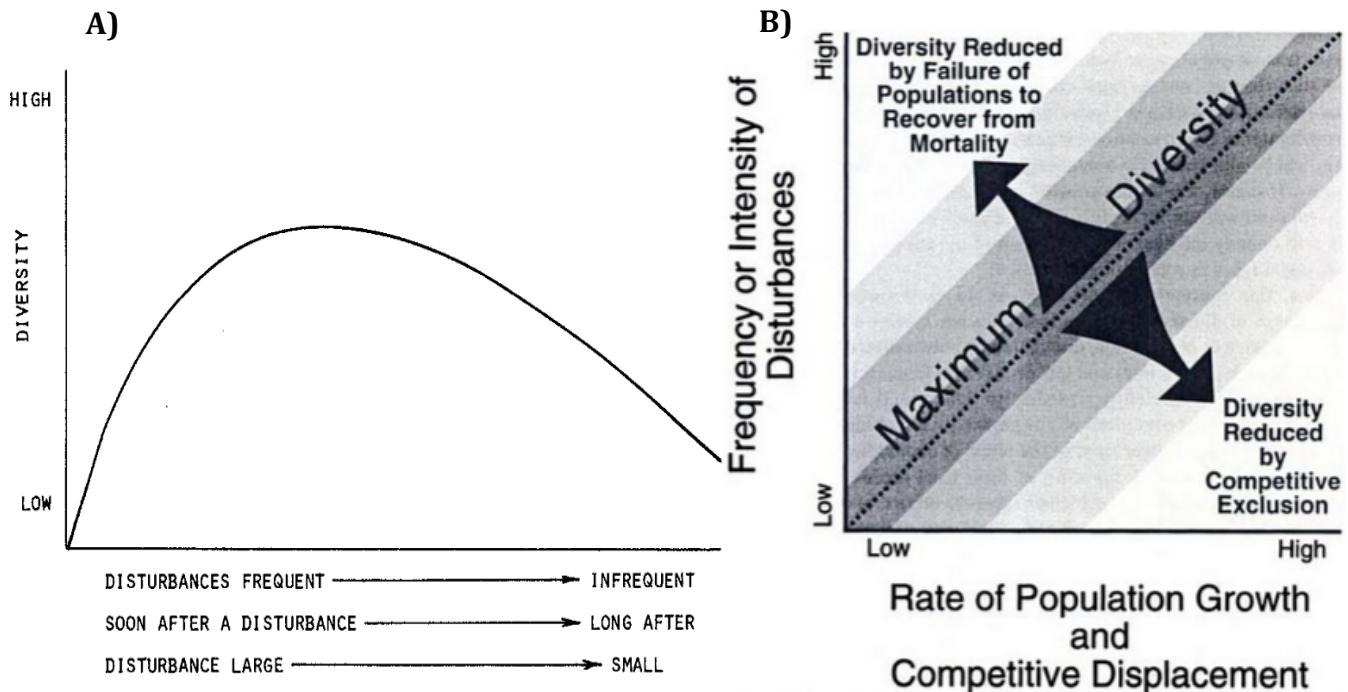 A)
HIGH
DIVERSITY
LOW
DISTURBANCES FREQUENT INFREQUENT
SOON AFTER A DISTURBANCE LONG AFTER
DISTURBANCE LARGE SMALL
B)
Frequency or Intensity of
Disturbances
High
Low
Diversity Reduced
by Failure of
Populations to
Recover from
Mortality
Maximum Diversity
Diversity
Reduced
by
Competitive
Exclusion
Low High
Rate of Population Growth
and
Competitive Displacement